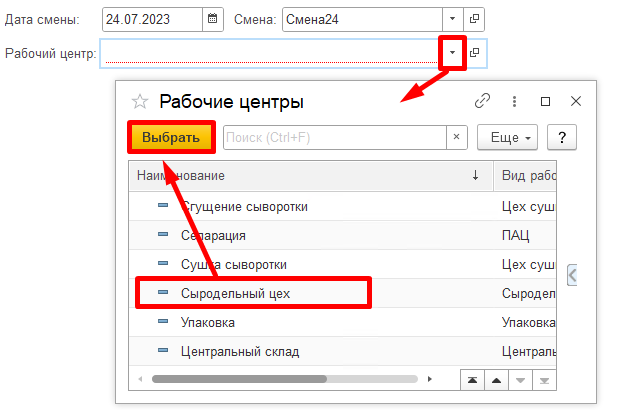 Дата смены: 24.07.2023 Смена: Смена24
Рабочий центр:
Рабочие центры
Выбрать Поиск (Ctrl+F) × Еще ?
Наименование ↓ Вид рабо
Сгущение сыворотки Цех суш
Сепарация ПАЦ
Сушка сыворотки Цех суш
Сыродельный цех Сыродел
Упаковка Упаковка
Центральный склад Централь